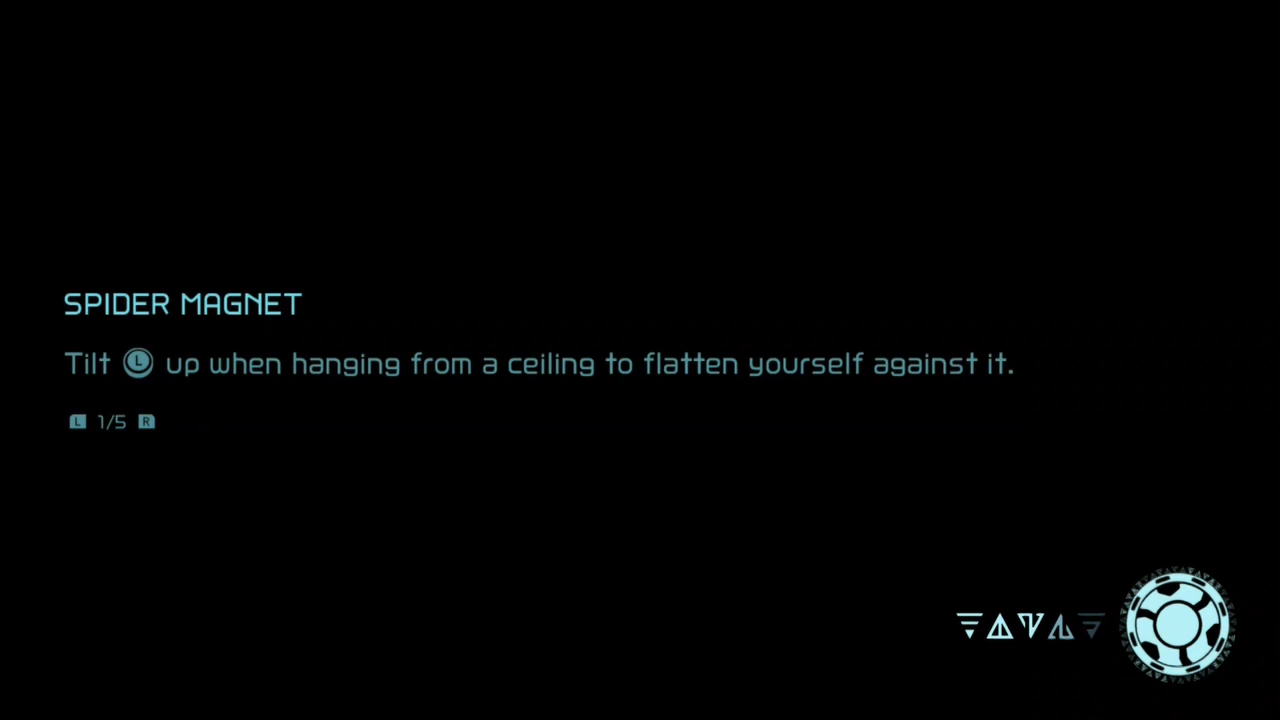 SPIDER MAGNET
Tilt L up when hanging from a ceiling to flatten yourself against it.
L 1/5 R